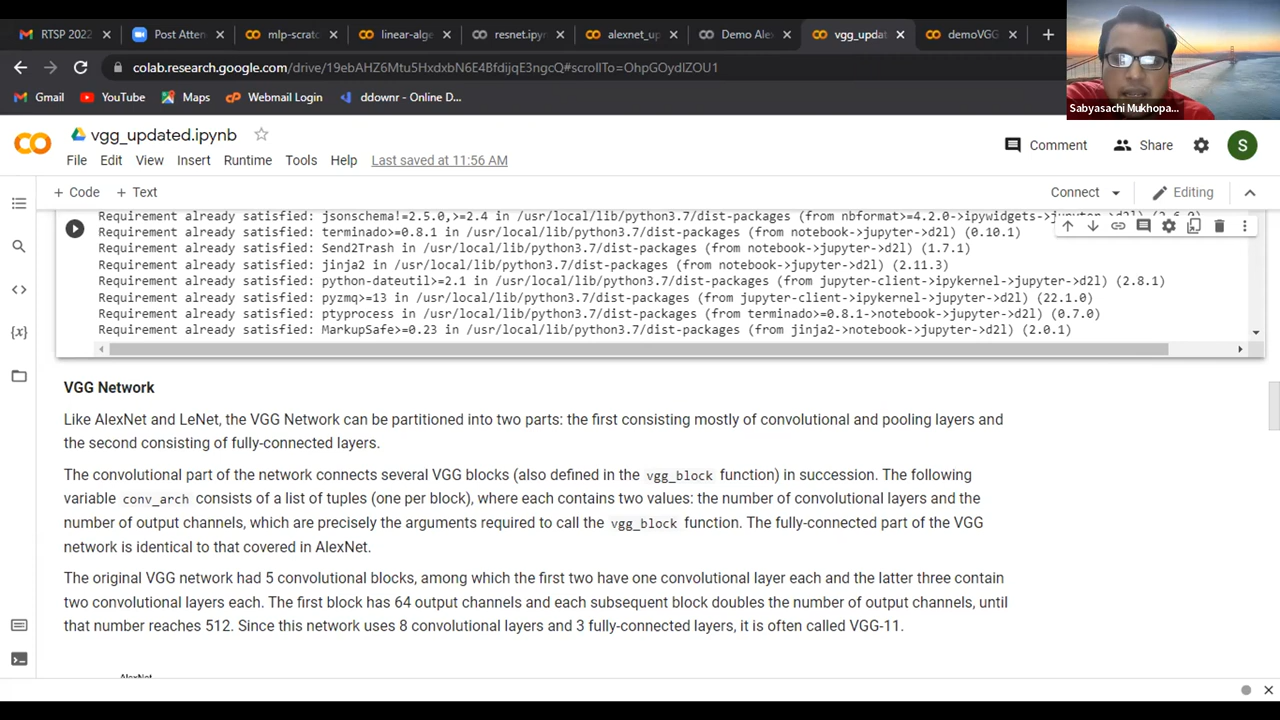 RTSP 2022
Post Atten
mlp-scratc
linear-alge
resnet.ipyn
alexnet_up
Demo Alex
vgg_updat
demoVGG
colab.research.google.com/drive/19ebAHZ6Mtu5HxdxbN6E4BfdijqE3ngcQ#scrollTo=OhpGOydIZOU1
Gmail
YouTube
Maps
Webmail Login
ddownr - Online D...
Sabyasachi Mukhopa...
vgg_updated.ipynb
File Edit View Insert Runtime Tools Help Last saved at 11:56 AM
Comment
Share
S
+ Code + Text
Connect
Editing
Requirement already satisfied: jsonschema!=2.5.0,>=2.4 in /usr/local/lib/python3.7/dist-packages (from nbformat>=4.2.0->ipywidgets->jupyter->d2l) (2.6.0)
Requirement already satisfied: terminado>=0.8.1 in /usr/local/lib/python3.7/dist-packages (from notebook->jupyter->d2l) (0.10.1)
Requirement already satisfied: Send2Trash in /usr/local/lib/python3.7/dist-packages (from notebook->jupyter->d2l) (1.7.1)
Requirement already satisfied: jinja2 in /usr/local/lib/python3.7/dist-packages (from notebook->jupyter->d2l) (2.11.3)
Requirement already satisfied: python-dateutil>=2.1 in /usr/local/lib/python3.7/dist-packages (from jupyter-client->ipykernel->jupyter->d2l) (2.8.1)
Requirement already satisfied: pyzmq>=13 in /usr/local/lib/python3.7/dist-packages (from jupyter-client->ipykernel->jupyter->d2l) (22.1.0)
Requirement already satisfied: ptyprocess in /usr/local/lib/python3.7/dist-packages (from terminado>=0.8.1->notebook->jupyter->d2l) (0.7.0)
Requirement already satisfied: MarkupSafe>=0.23 in /usr/local/lib/python3.7/dist-packages (from jinja2->notebook->jupyter->d2l) (2.0.1)
VGG Network
Like AlexNet and LeNet, the VGG Network can be partitioned into two parts: the first consisting mostly of convolutional and pooling layers and
the second consisting of fully-connected layers.
The convolutional part of the network connects several VGG blocks (also defined in the vgg_block function) in succession. The following
variable conv_arch consists of a list of tuples (one per block), where each contains two values: the number of convolutional layers and the
number of output channels, which are precisely the arguments required to call the vgg_block function. The fully-connected part of the VGG
network is identical to that covered in AlexNet.
The original VGG network had 5 convolutional blocks, among which the first two have one convolutional layer each and the latter three contain
two convolutional layers each. The first block has 64 output channels and each subsequent block doubles the number of output channels, until
that number reaches 512. Since this network uses 8 convolutional layers and 3 fully-connected layers, it is often called VGG-11.
AlexNet